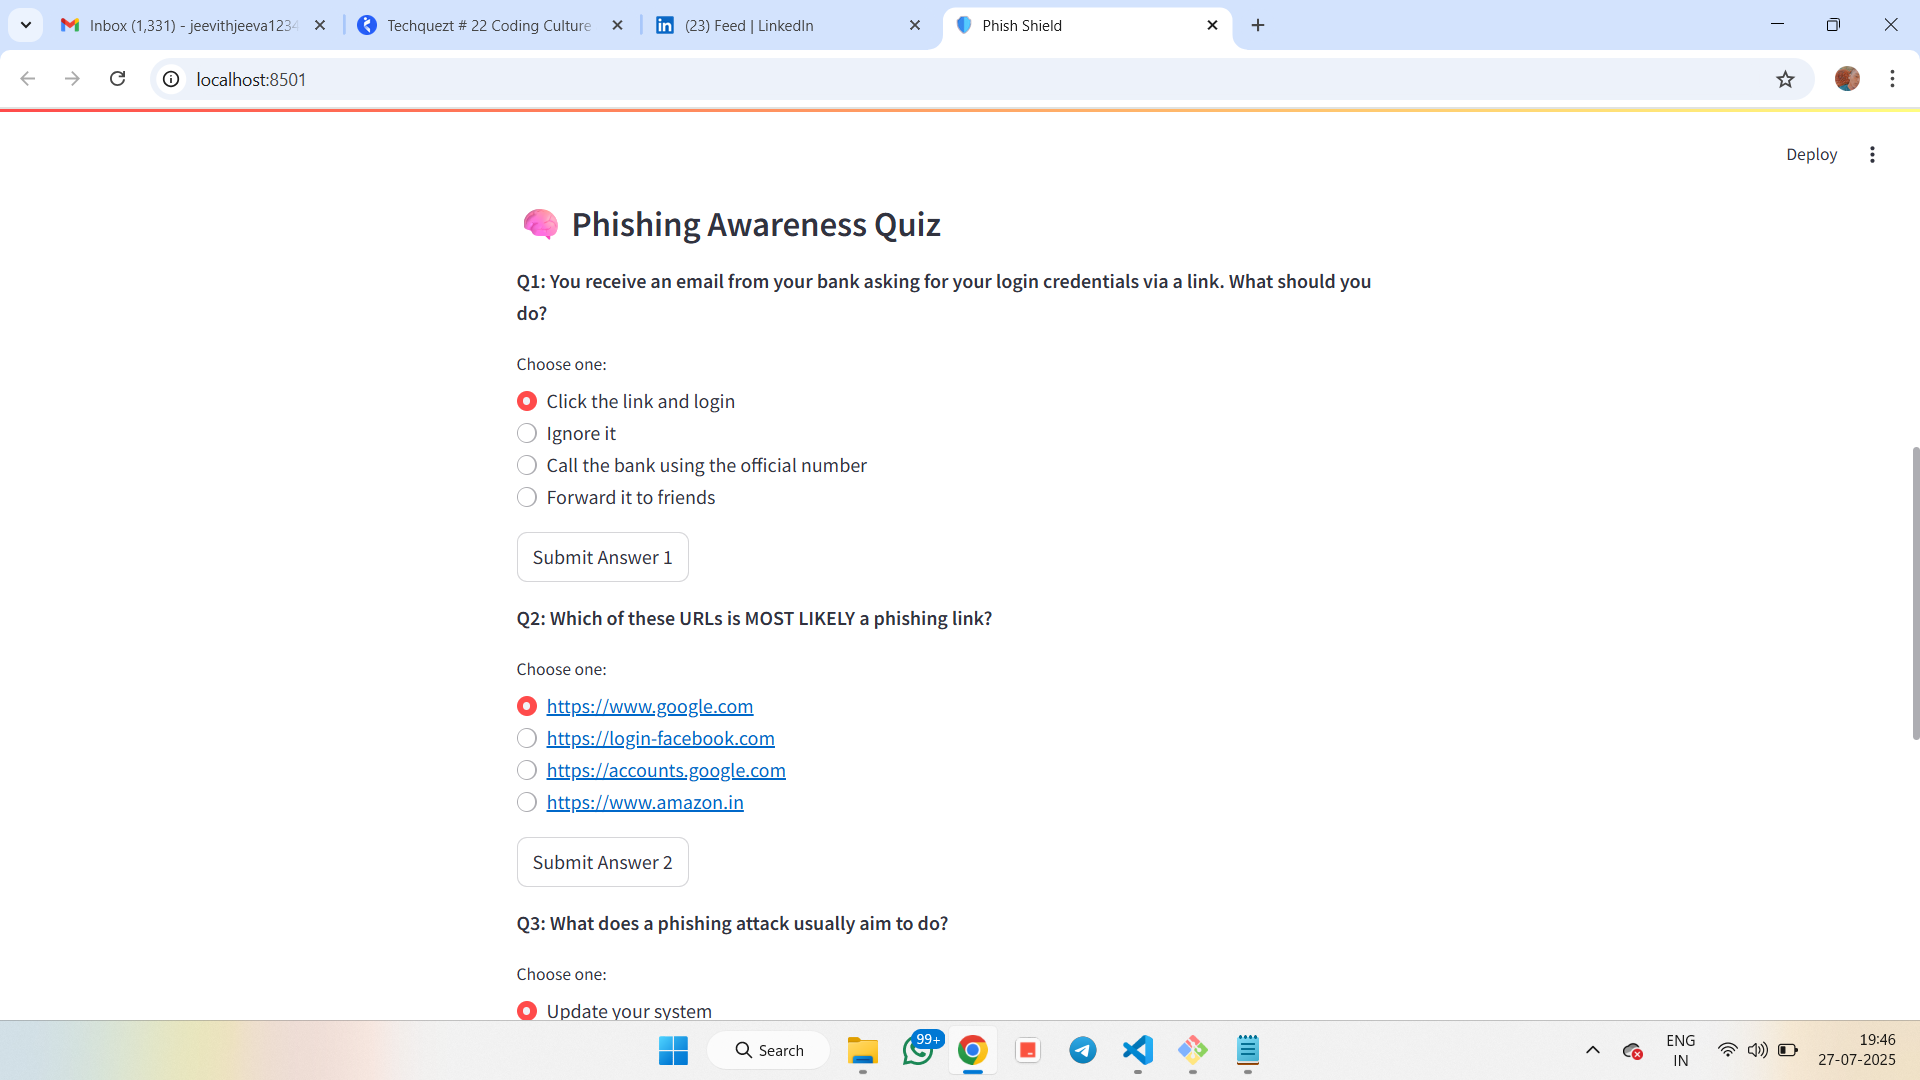 Inbox (1,331) - jeevithjeeva1234
Techquezt # 22 Coding Culture
(23) Feed | LinkedIn
Phish Shield
localhost:8501
Deploy
Phishing Awareness Quiz
Q1: You receive an email from your bank asking for your login credentials via a link. What should you
do?
Choose one:
Click the link and login
Ignore it
Call the bank using the official number
Forward it to friends
Submit Answer 1
Q2: Which of these URLs is MOST LIKELY a phishing link?
Choose one:
https://www.google.com
https://login-facebook.com
https://accounts.google.com
https://www.amazon.in
Submit Answer 2
Q3: What does a phishing attack usually aim to do?
Choose one:
Update your system
Search
99+
ENG
IN
19:46
27-07-2025